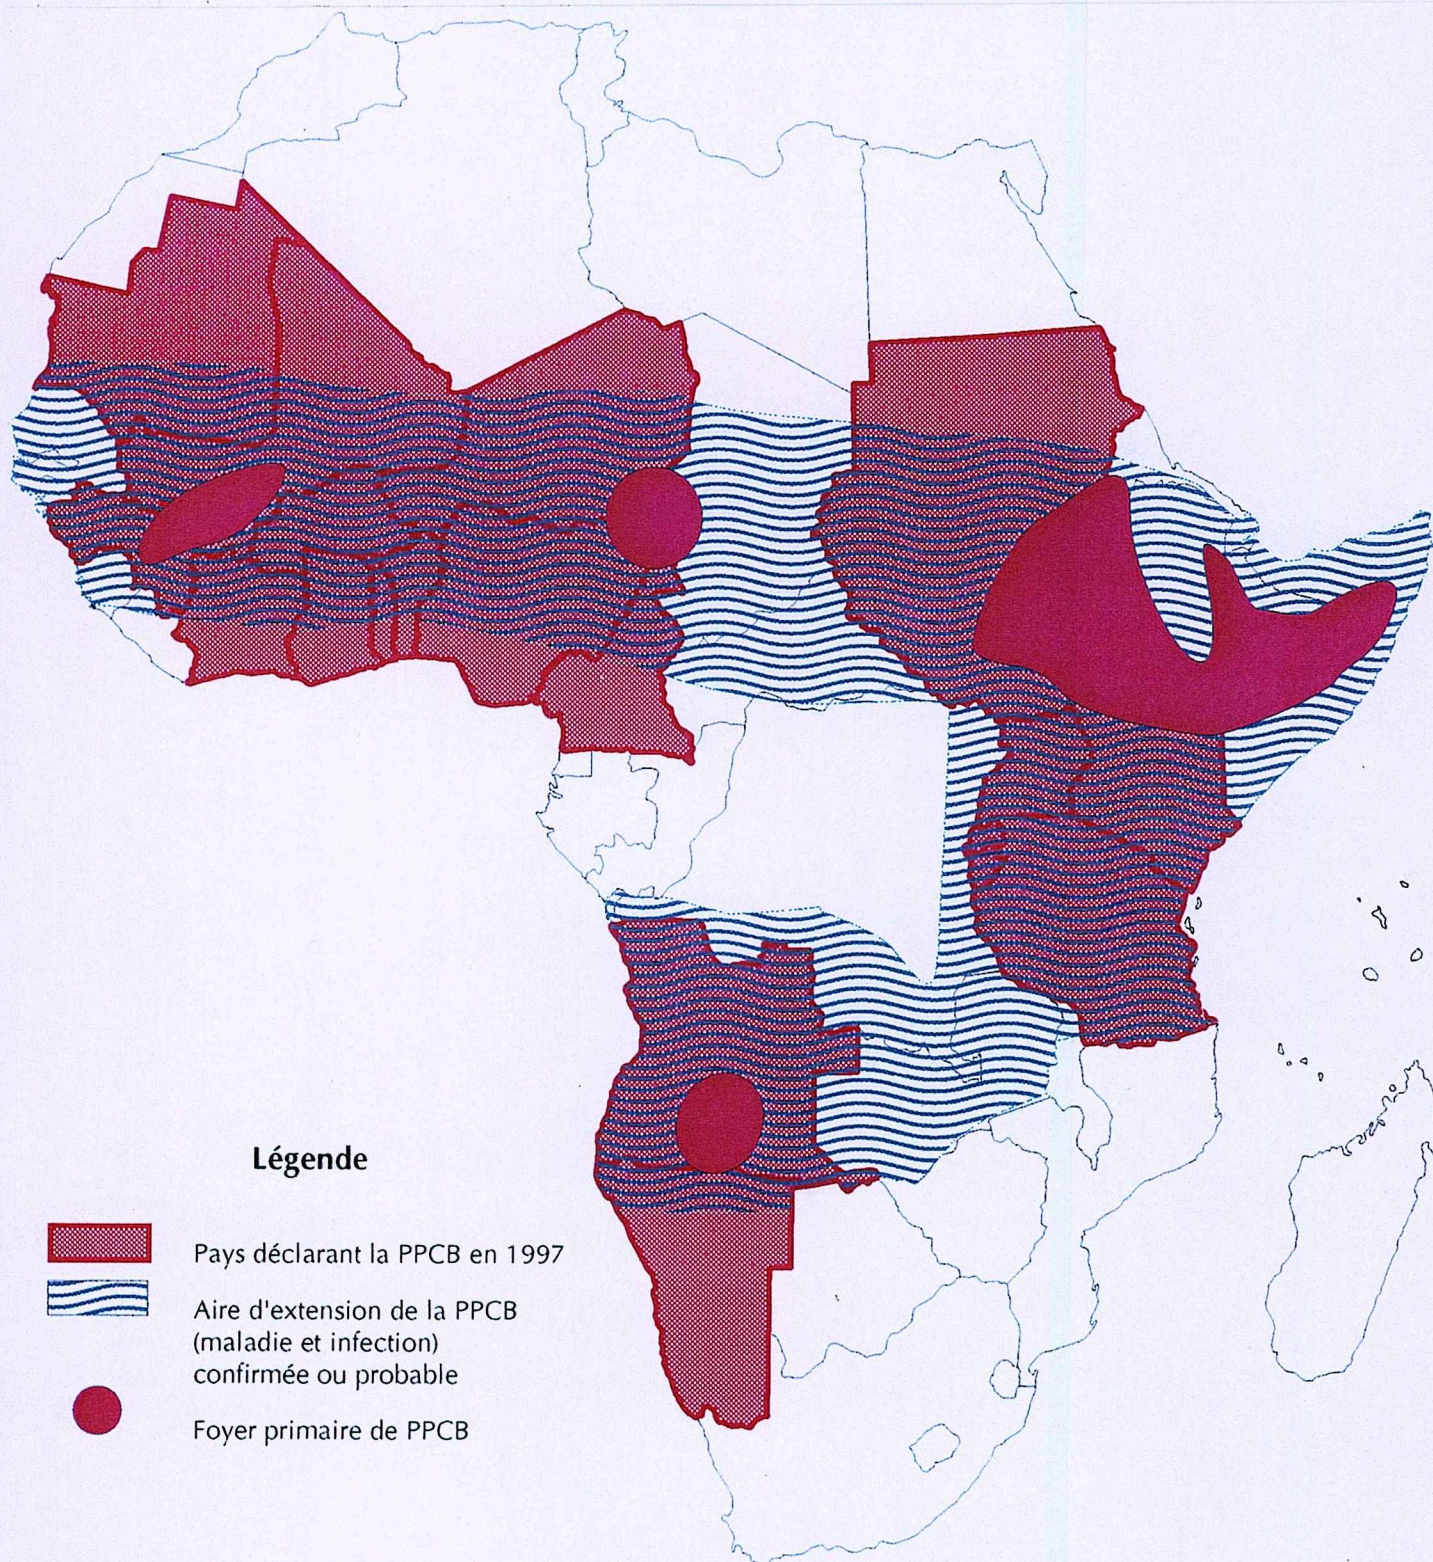 Légende
Pays déclarant la PPCB en 1997
Aire d'extension de la PPCB
(maladie et infection)
confirmée ou probable
Foyer primaire de PPCB